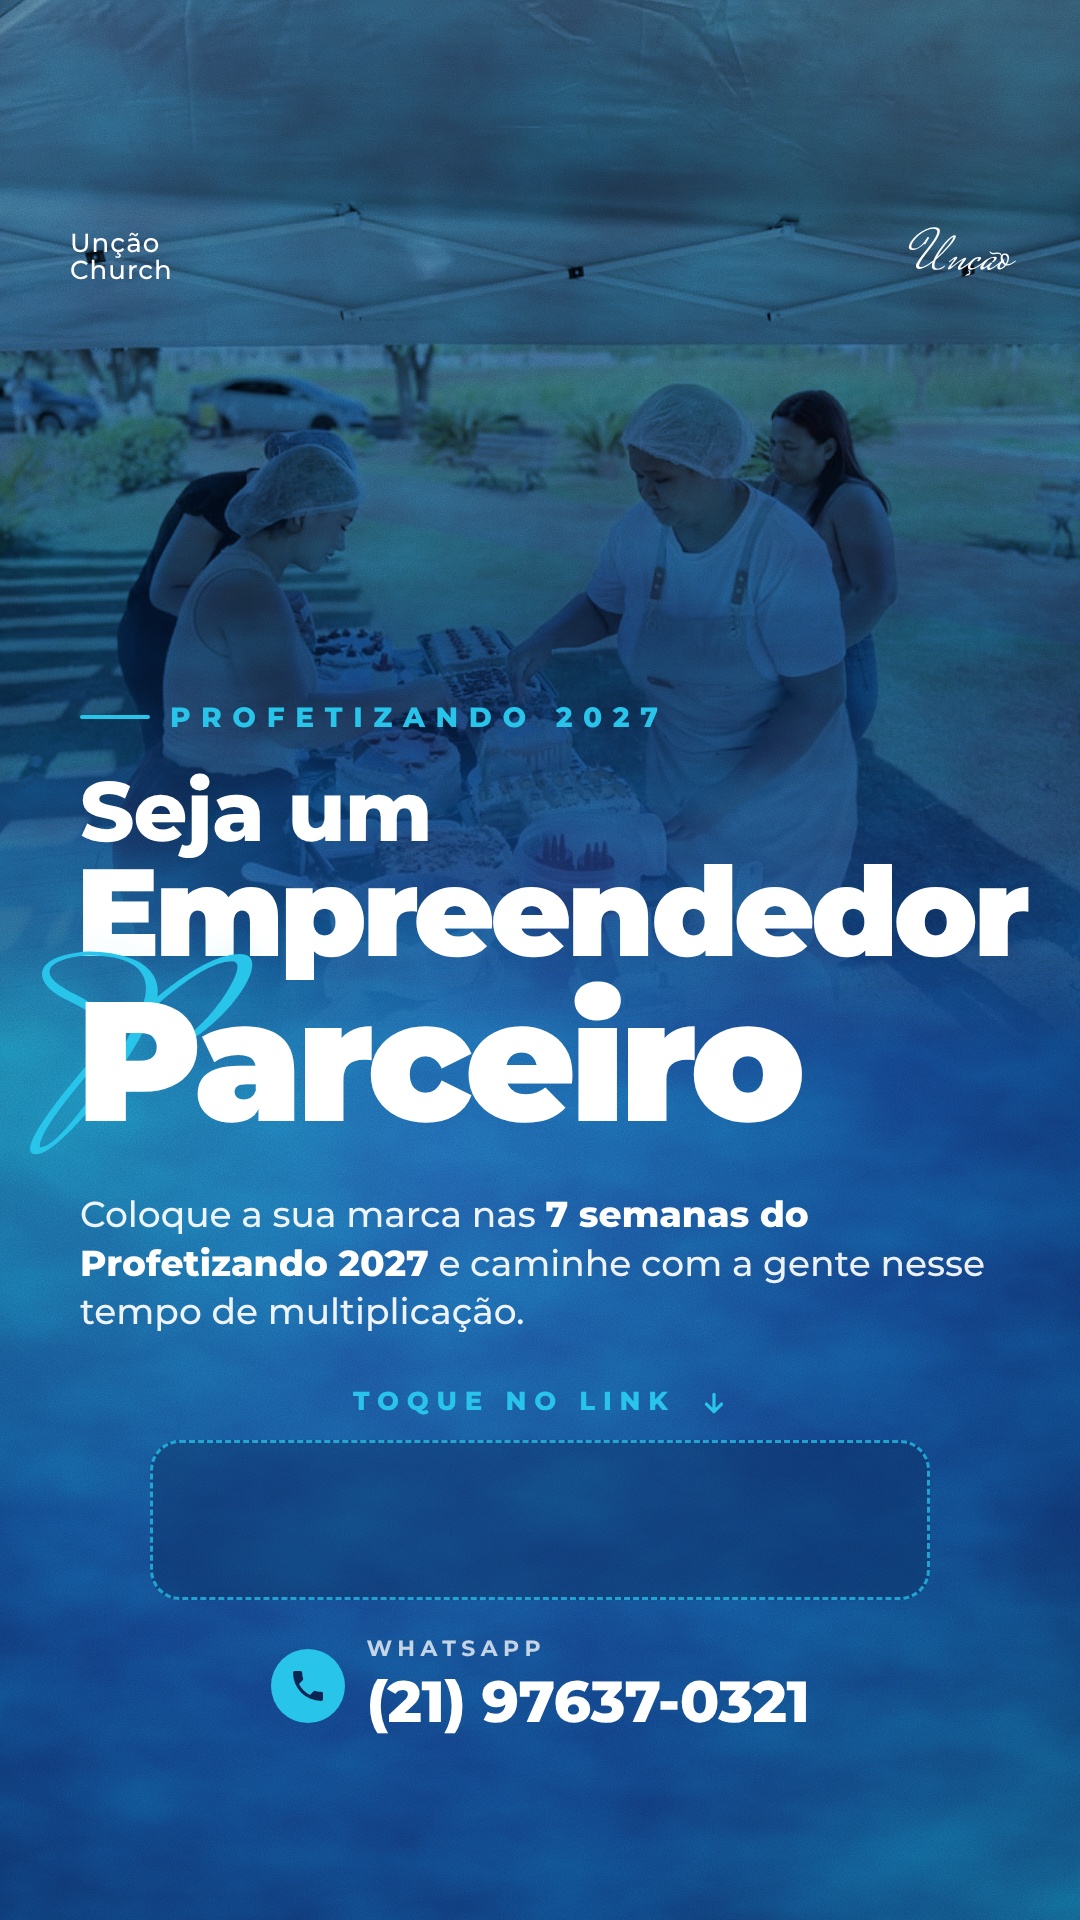 Unção
Church
Unção
PROFETIZANDO 2027
Seja um
Empreendedor
Parceiro
Coloque a sua marca nas 7 semanas do
Profetizando 2027 e caminhe com a gente nesse
tempo de multiplicação.
TOQUE NO LINK ↓
WHATSAPP
(21) 97637-0321